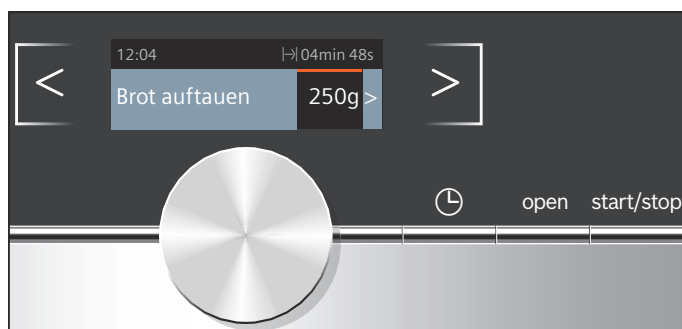 12:04 |→| 04min 48s
< Brot auftauen 250g > >
open start/stop